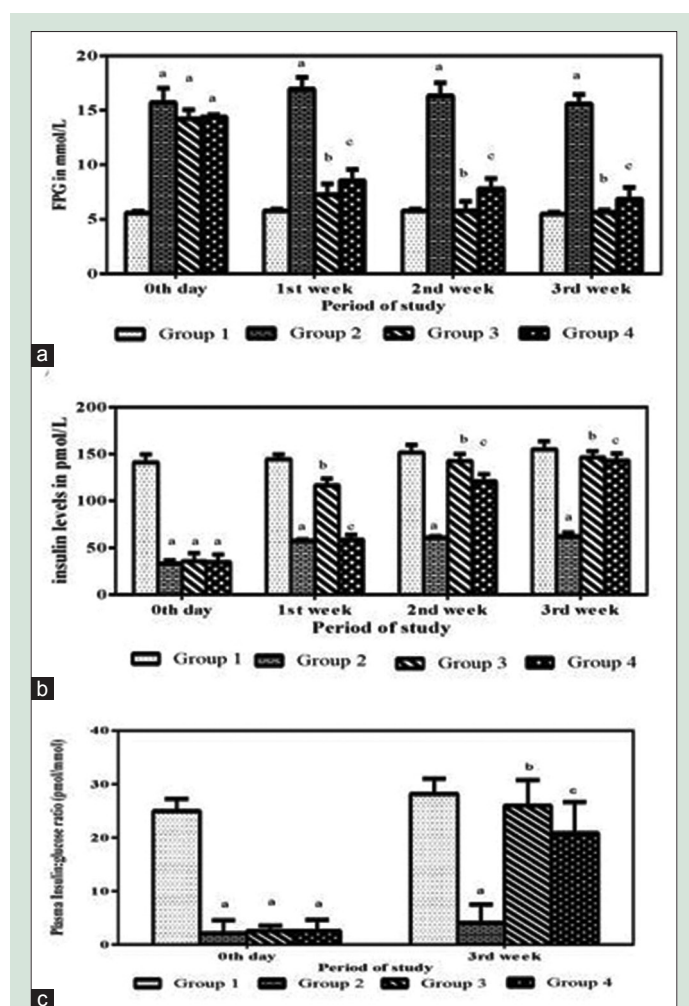 20
15
10
5
0
FPG in mmol/L
a
a
a
a
b
c
a
b
c
a
b
c
0th day 1st week 2nd week 3rd week
Period of study
Group 1 Group 2 Group 3 Group 4
a
200
150
100
50
0
insulin levels in pmol/L
a
a
a
a
b
c
a
b
c
a
b
c
0th day 1st week 2nd week 3rd week
Period of study
Group 1 Group 2 Group 3 Group 4
b
40
30
20
10
0
Plasma Insulin:glucose ratio (pmol/mmol)
a
a
a
a
b
c
0th day 3rd week
Period of study
Group 1 Group 2 Group 3 Group 4
c